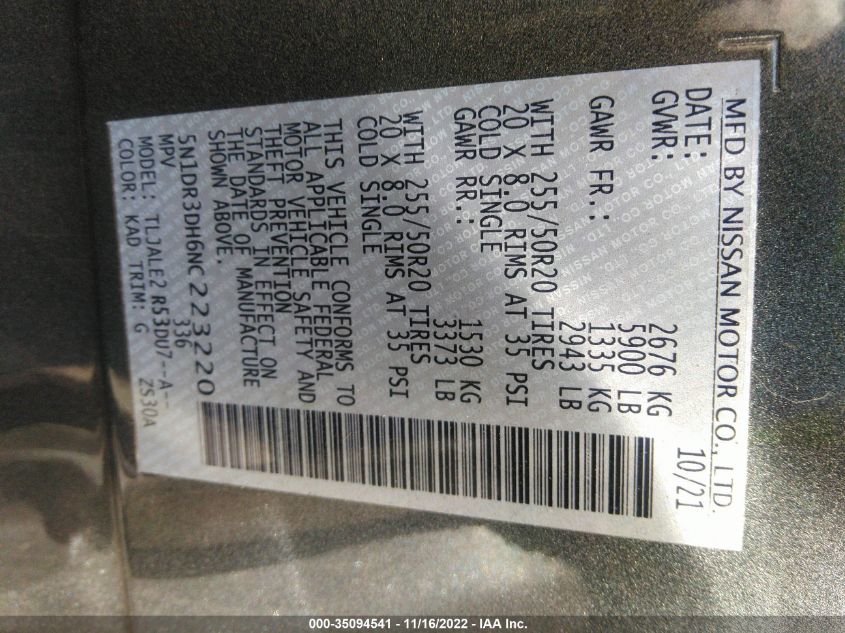 MFD BY NISSAN MOTOR CO., LTD.
DATE: 10/21
GVWR: 2676 KG
5900 LB
GAWR FR.: 1335 KG
2943 LB
WITH 255/50R20 TIRES
20 X 8.0 RIMS AT 35 PSI
COLD SINGLE
GAWR RR.: 1530 KG
3373 LB
WITH 255/50R20 TIRES
20 X 8.0 RIMS AT 35 PSI
COLD SINGLE
THIS VEHICLE CONFORMS TO
ALL APPLICABLE FEDERAL
MOTOR VEHICLE SAFETY AND
THEFT PREVENTION
STANDARDS IN EFFECT ON
THE DATE OF MANUFACTURE
SHOWN ABOVE.
5N1DR3DH6NC223220
MPV 336
MODEL: TLJALE2 R53DU7--A--
COLOR: KAD TRIM: G ZS30A
000-35094541 - 11/16/2022 - IAA Inc.